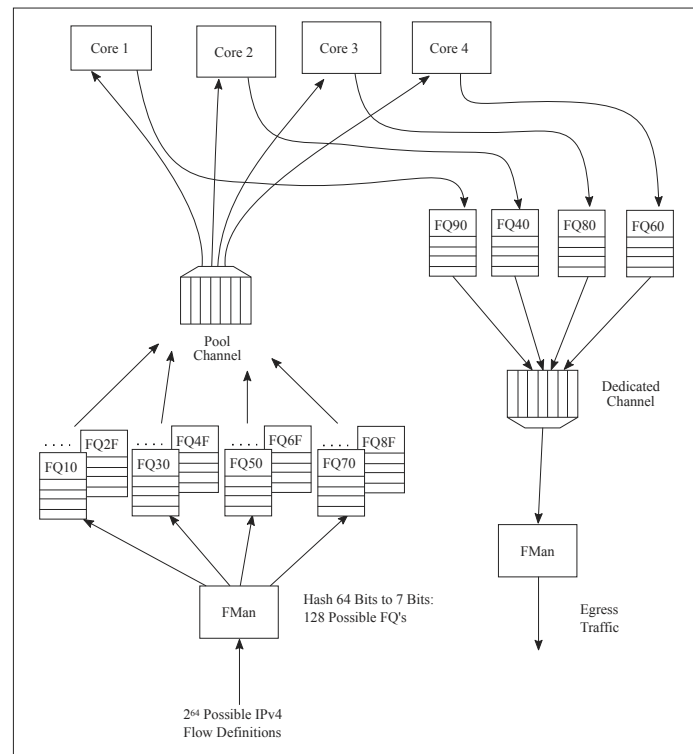 Core 1
Core 2
Core 3
Core 4
FQ90
FQ40
FQ80
FQ60
Pool
Channel
Dedicated
Channel
. . . .
FQ2F
. . . .
FQ4F
. . . .
FQ6F
. . . .
FQ8F
FQ10
FQ30
FQ50
FQ70
FMan
FMan
Hash 64 Bits to 7 Bits:
128 Possible FQ's
Egress
Traffic
2⁶⁴ Possible IPv4
Flow Definitions